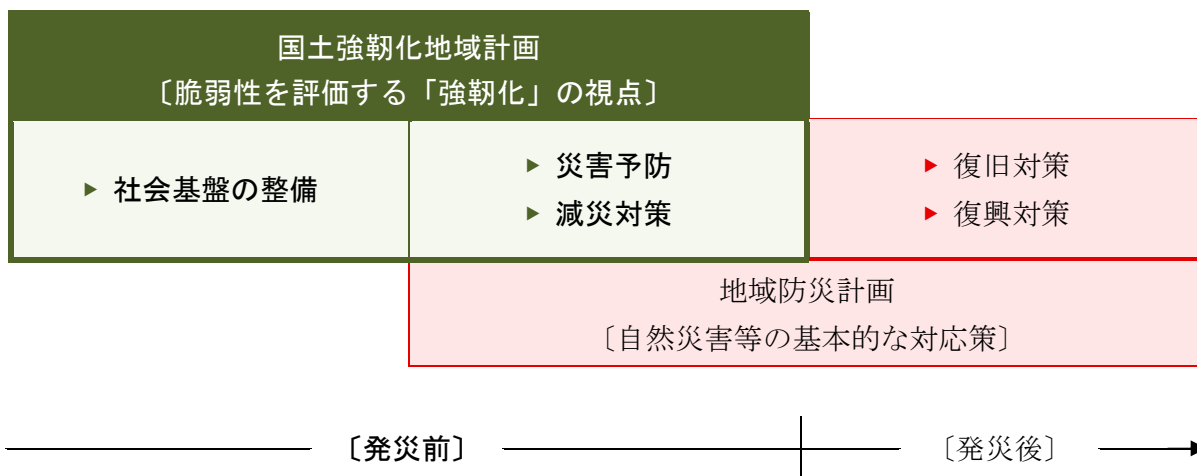 国土強靭化地域計画
〔脆弱性を評価する「強靭化」の視点〕
▶ 社会基盤の整備
▶ 災害予防
▶ 減災対策
▶ 復旧対策
▶ 復興対策
地域防災計画
〔自然災害等の基本的な対応策〕
〔発災前〕
〔発災後〕